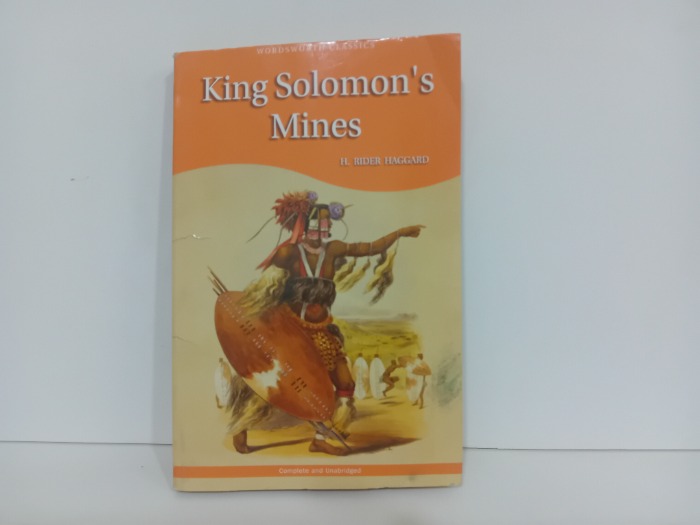 WORDSWORTH CLASSICS
King Solomon's
Mines
H. RIDER HAGGARD
Complete and Unabridged